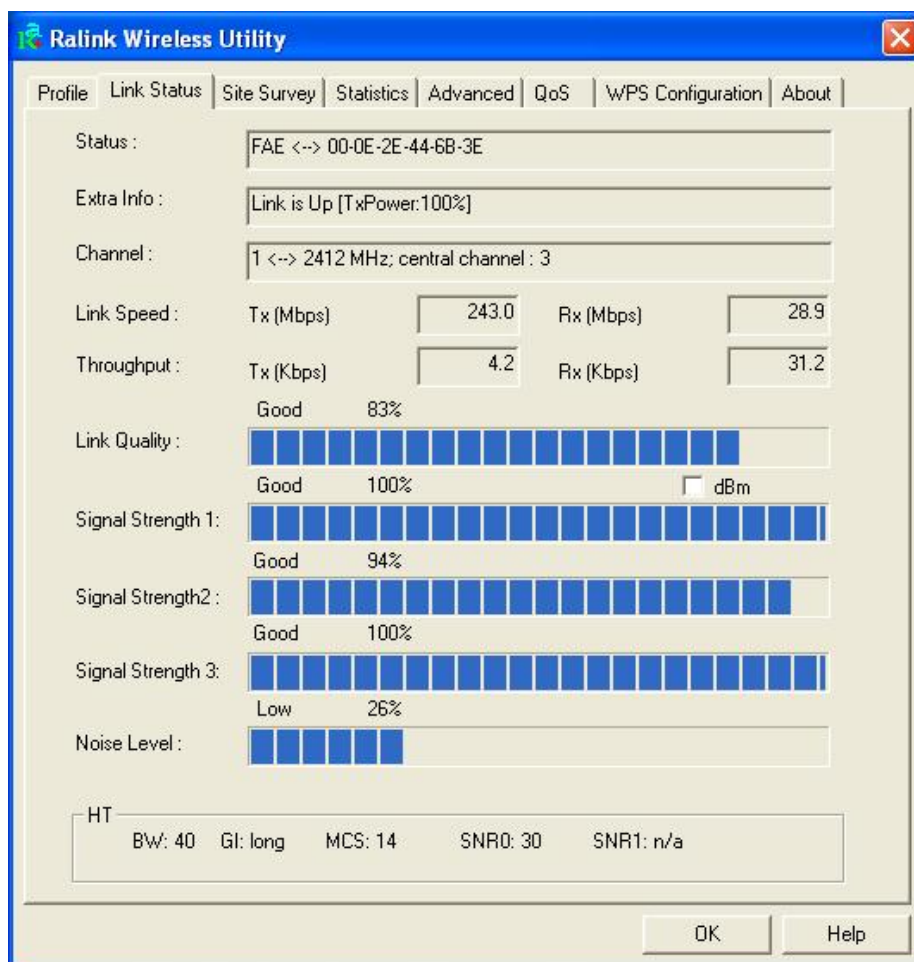 Ralink Wireless Utility
Profile Link Status Site Survey Statistics Advanced QoS WPS Configuration About
Status : FAE <--> 00-0E-2E-44-6B-3E
Extra Info : Link is Up [TxPower:100%]
Channel : 1 <--> 2412 MHz; central channel : 3
Link Speed : Tx (Mbps) 243.0 Rx (Mbps) 28.9
Throughput : Tx (Kbps) 4.2 Rx (Kbps) 31.2
Good 83%
Link Quality :
Good 100% dBm
Signal Strength 1:
Good 94%
Signal Strength2 :
Good 100%
Signal Strength 3:
Low 26%
Noise Level :
HT
BW: 40 GI: long MCS: 14 SNR0: 30 SNR1: n/a
OK Help